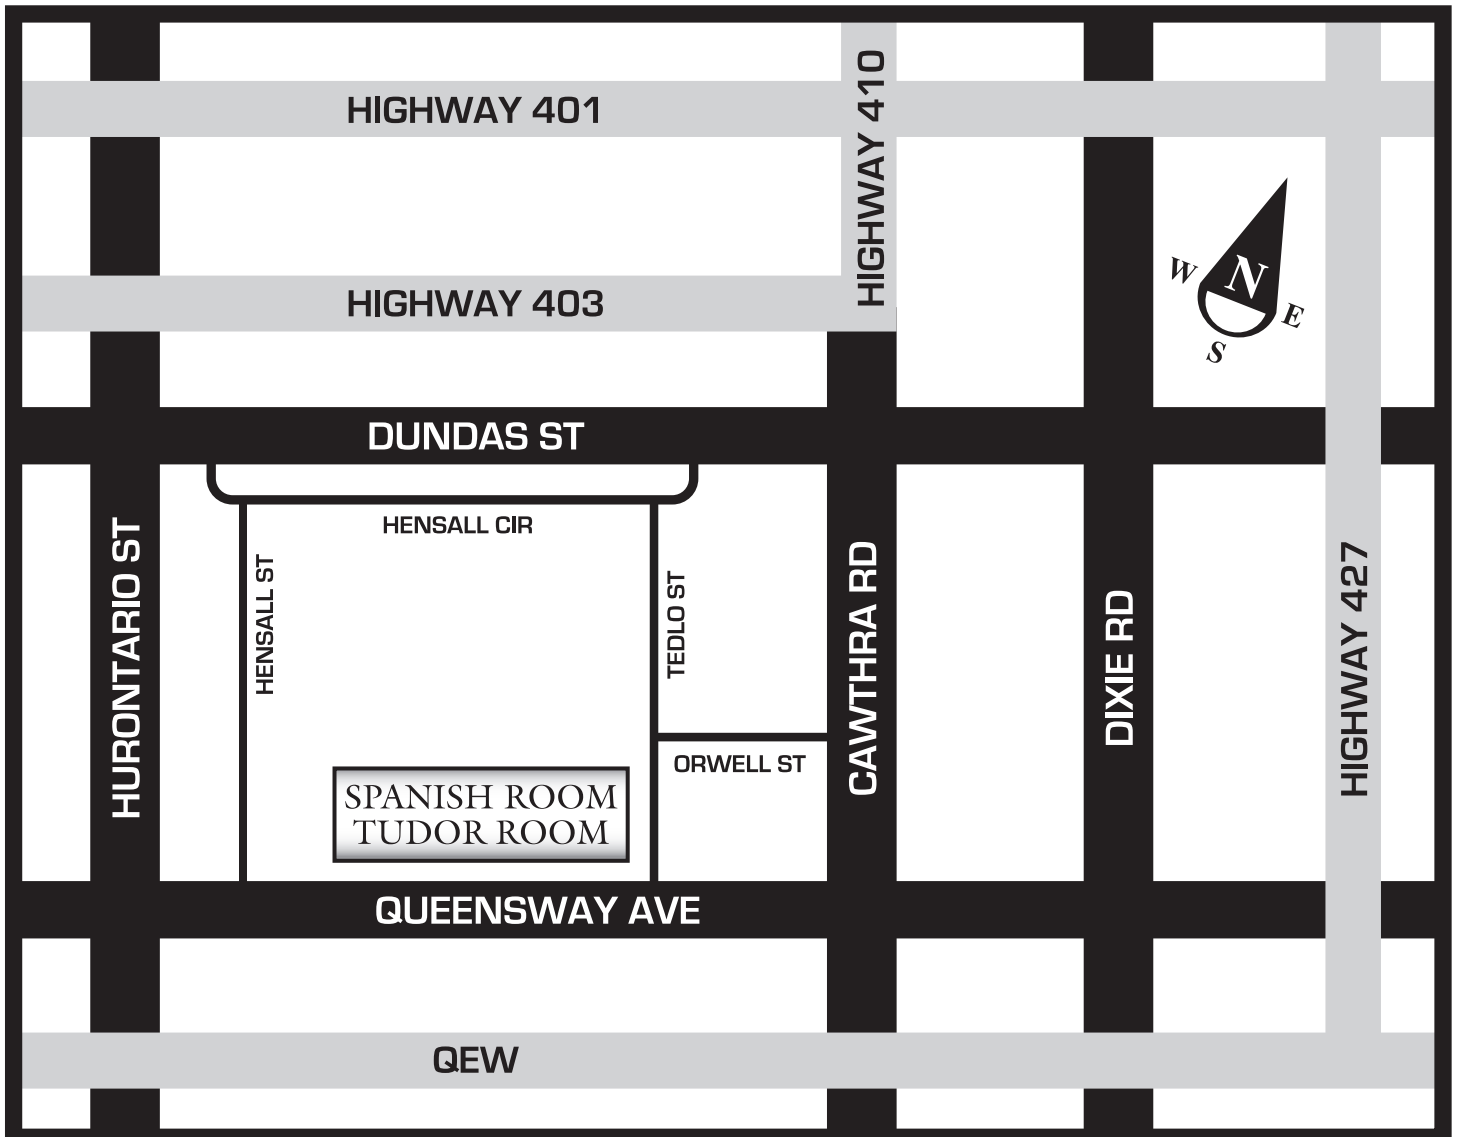 HIGHWAY 401
HIGHWAY 410
HIGHWAY 403
W
N
E
S
DUNDAS ST
HENSALL CIR
HURONTARIO ST
HENSALL ST
TEDLO ST
CAWTHRA RD
DIXIE RD
HIGHWAY 427
ORWELL ST
SPANISH ROOM
TUDOR ROOM
QUEENSWAY AVE
QEW